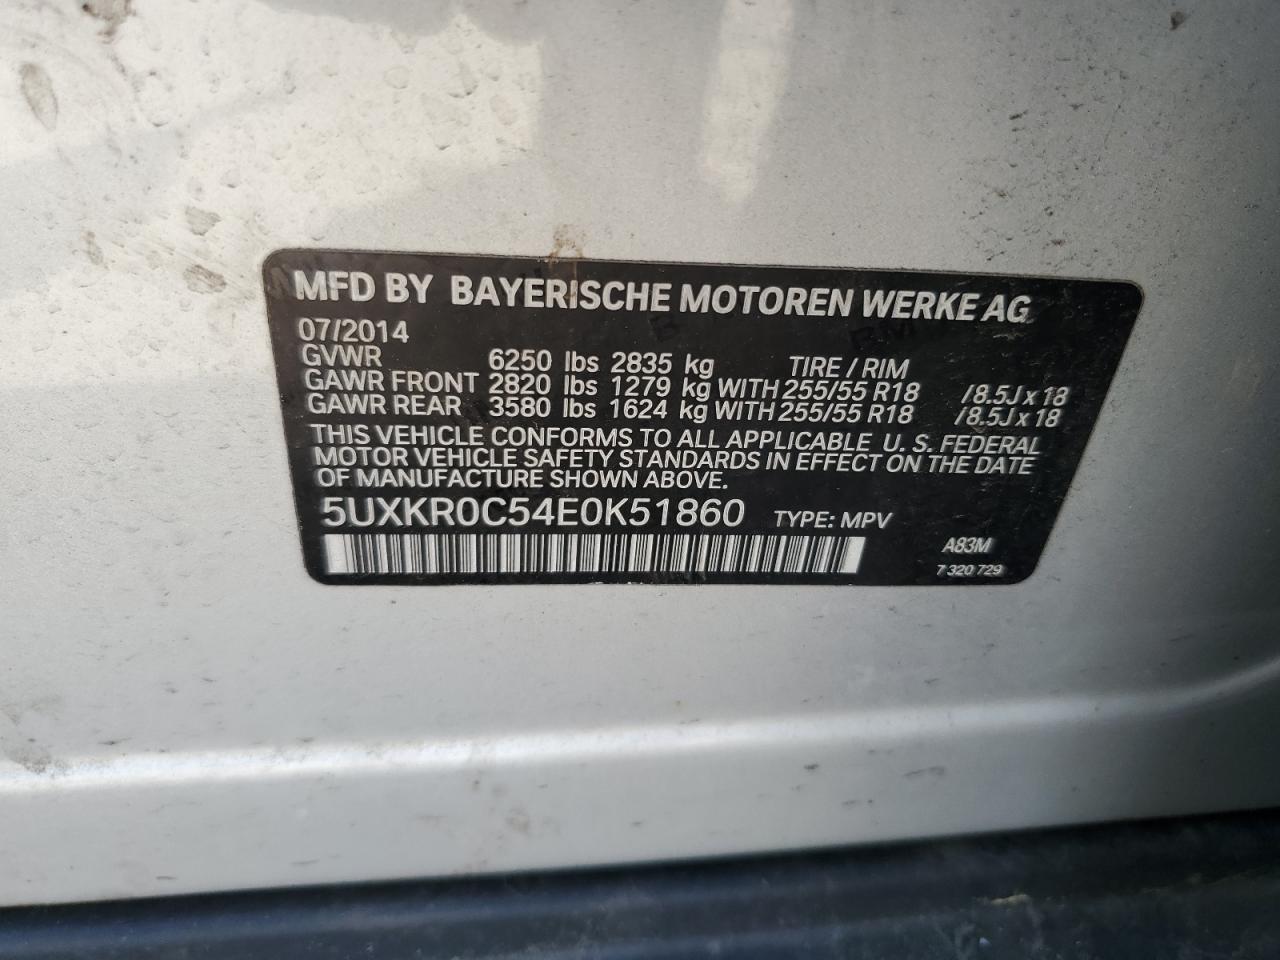 MFD BY BAYERISCHE MOTOREN WERKE AG
07/2014
GVWR 6250 lbs 2835 kg TIRE / RIM
GAWR FRONT 2820 lbs 1279 kg WITH 255/55 R18 /8.5J x 18
GAWR REAR 3580 lbs 1624 kg WITH 255/55 R18 /8.5J x 18
THIS VEHICLE CONFORMS TO ALL APPLICABLE U. S. FEDERAL
MOTOR VEHICLE SAFETY STANDARDS IN EFFECT ON THE DATE
OF MANUFACTURE SHOWN ABOVE.
5UXKR0C54E0K51860 TYPE: MPV
A83M
7 320 729